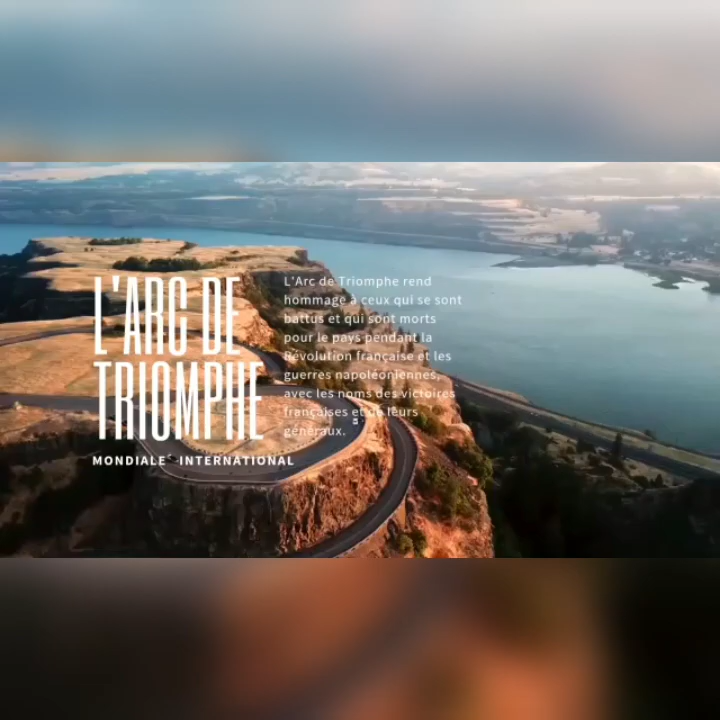 L'ARC DE
TRIOMPHE
MONDIALE INTERNATIONAL
L'Arc de Triomphe rend
hommage à ceux qui se sont
battus et qui sont morts
pour le pays pendant la
Révolution française et les
guerres napoléoniennes,
avec les noms des victoires
françaises et de leurs
généraux.